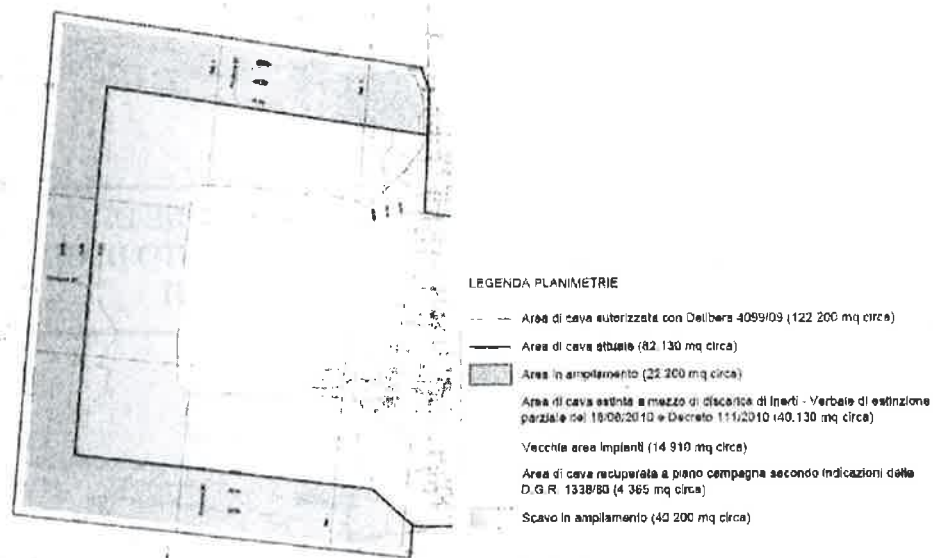 LEGENDA PLANIMETRIE
Area di cava autorizzata con Delibera 4099/09 (122 200 mq circa)
Area di cava attuale (82.130 mq circa)
Area in ampliamento (22 200 mq circa)
Area di cava estinta a mezzo di discarica di inerti - Verbale di estinzione
parziale del 18/06/2010 e Decreto 111/2010 (40.130 mq circa)
Vecchia area impianti (14 910 mq circa)
Area di cava recuperata a piano campagna secondo indicazioni della
D.G.R. 1338/80 (4 365 mq circa)
Scavo in ampliamento (40 200 mq circa)